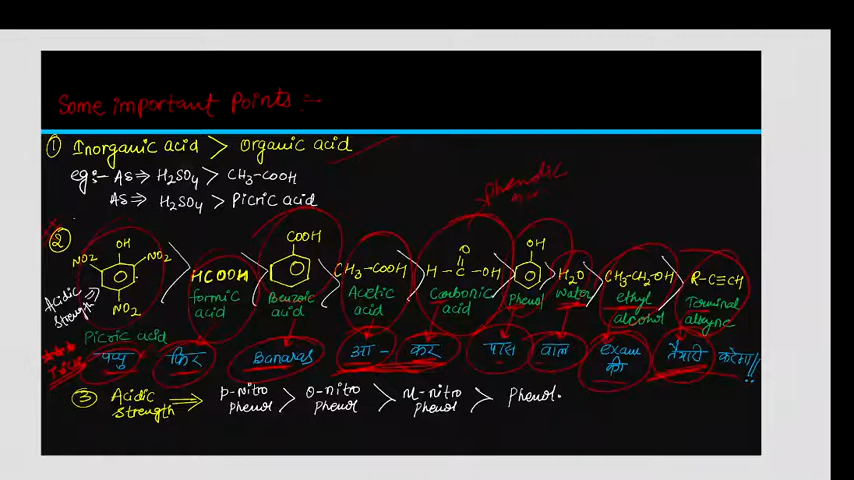 Some important Points :-
① Inorganic acid > Organic acid
eg:- As ⇒ H₂SO₄ > CH₃-COOH
As ⇒ H₂SO₄ > Picric acid
Phenolic
② OH NO₂ NO₂ NO₂ > HCOOH > COOH > CH₃-COOH > H-C-OH O > OH > H₂O > CH₃-CH₂-OH > R-C≡CH
Acidic strength ⇒
Picric acid formic acid Benzoic acid Acetic acid Carbonic acid Phenol water ethyl alcohol Terminal alkyne
Trick पप्पु फिर Banaras आ - कर पास वाल exam की तैयारी करेगा!!
③ Acidic strength ⇒ p-nitro phenol > o-nitro phenol > M-nitro phenol > Phenol.